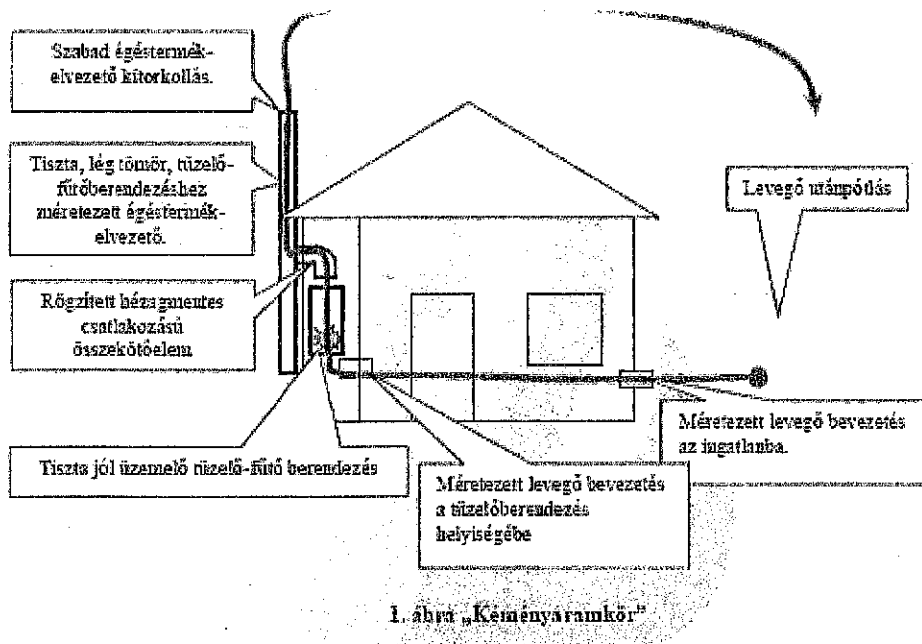 Szabad égéstermék-
elvezető kitorkollás.
Tiszta, lég tömör, tüzelő-
fűtőberendezéshez
méretezett égéstermék-
elvezető.
Levegő utánpótlás
Rögzített hézagmentes
csatlakozású
összekötőelem
Méretezett levegő bevezetés
az ingatlanba.
Tiszta jól üzemelő tüzelő-fűtő berendezés
Méretezett levegő bevezetés
a tüzelőberendezés
helyiségébe
1. ábra „Kéményáramkör”